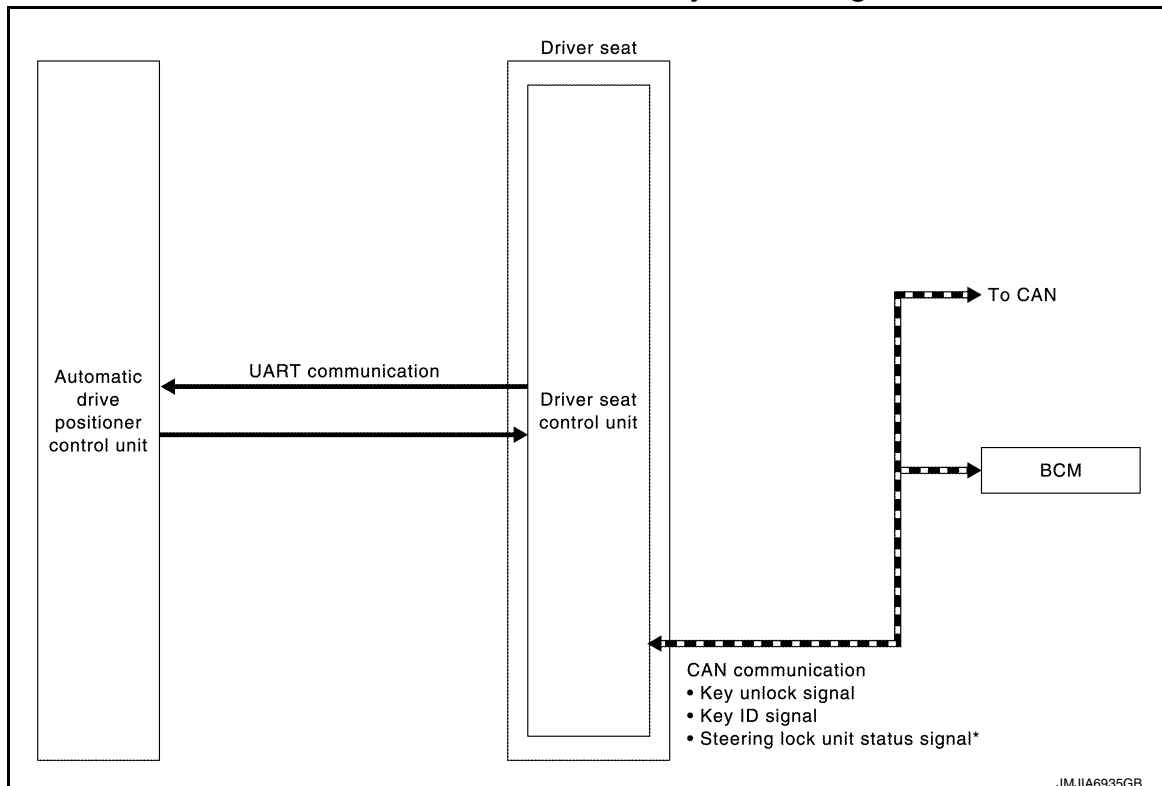 Driver seat
To CAN
UART communication
Automatic
drive
positioner
control unit
Driver seat
control unit
BCM
CAN communication
• Key unlock signal
• Key ID signal
• Steering lock unit status signal*
JMJIA6935GB